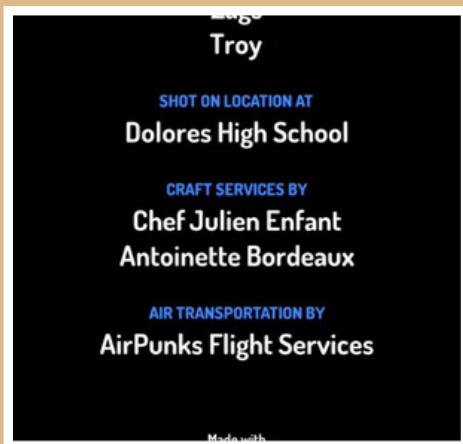 Troy
SHOT ON LOCATION AT
Dolores High School
CRAFT SERVICES BY
Chef Julien Enfant
Antoinette Bordeaux
AIR TRANSPORTATION BY
AirPunks Flight Services
Made with